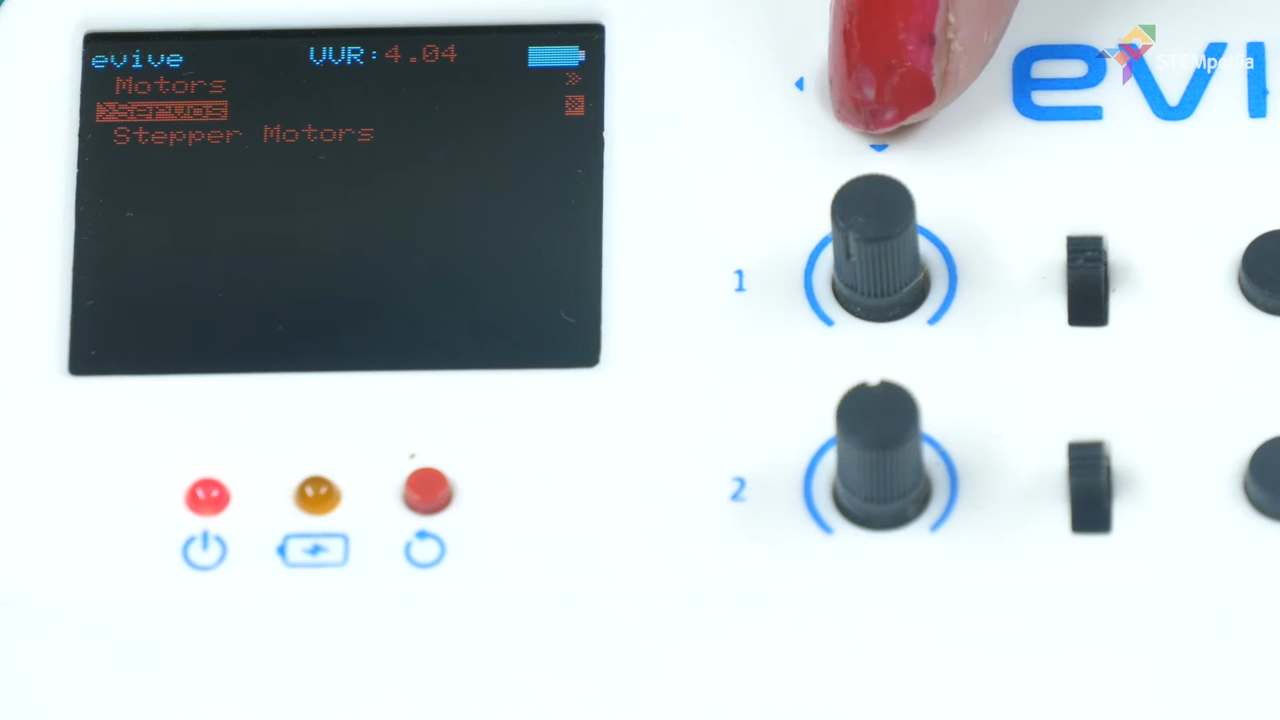 evive VVR:4.04
Motors »
Servos
Stepper Motors
evi
STEMpedia
1
2